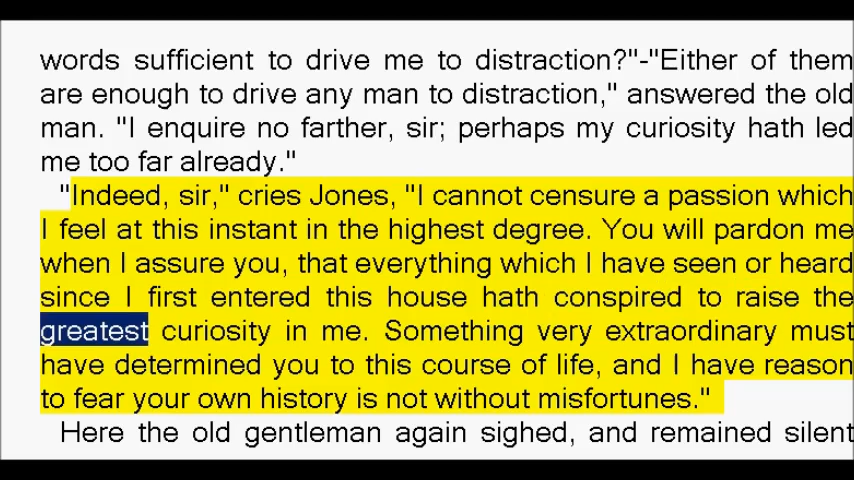 words sufficient to drive me to distraction?"-"Either of them
are enough to drive any man to distraction," answered the old
man. "I enquire no farther, sir; perhaps my curiosity hath led
me too far already."
"Indeed, sir," cries Jones, "I cannot censure a passion which
I feel at this instant in the highest degree. You will pardon me
when I assure you, that everything which I have seen or heard
since I first entered this house hath conspired to raise the
greatest curiosity in me. Something very extraordinary must
have determined you to this course of life, and I have reason
to fear your own history is not without misfortunes."
Here the old gentleman again sighed, and remained silent